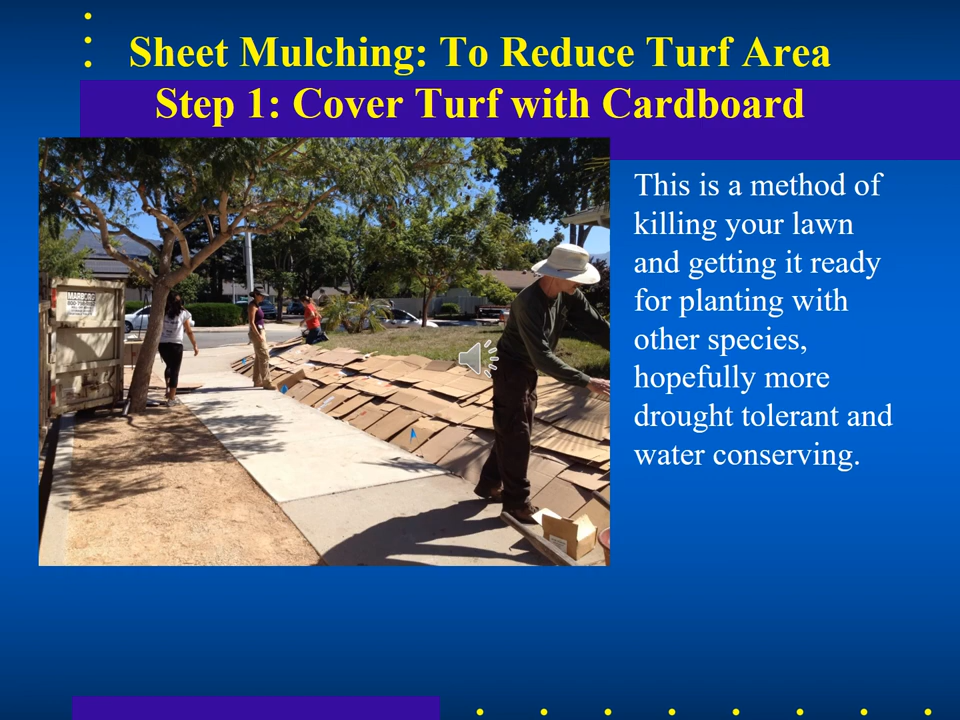 Sheet Mulching: To Reduce Turf Area
Step 1: Cover Turf with Cardboard
This is a method of
killing your lawn
and getting it ready
for planting with
other species,
hopefully more
drought tolerant and
water conserving.
MARBORG